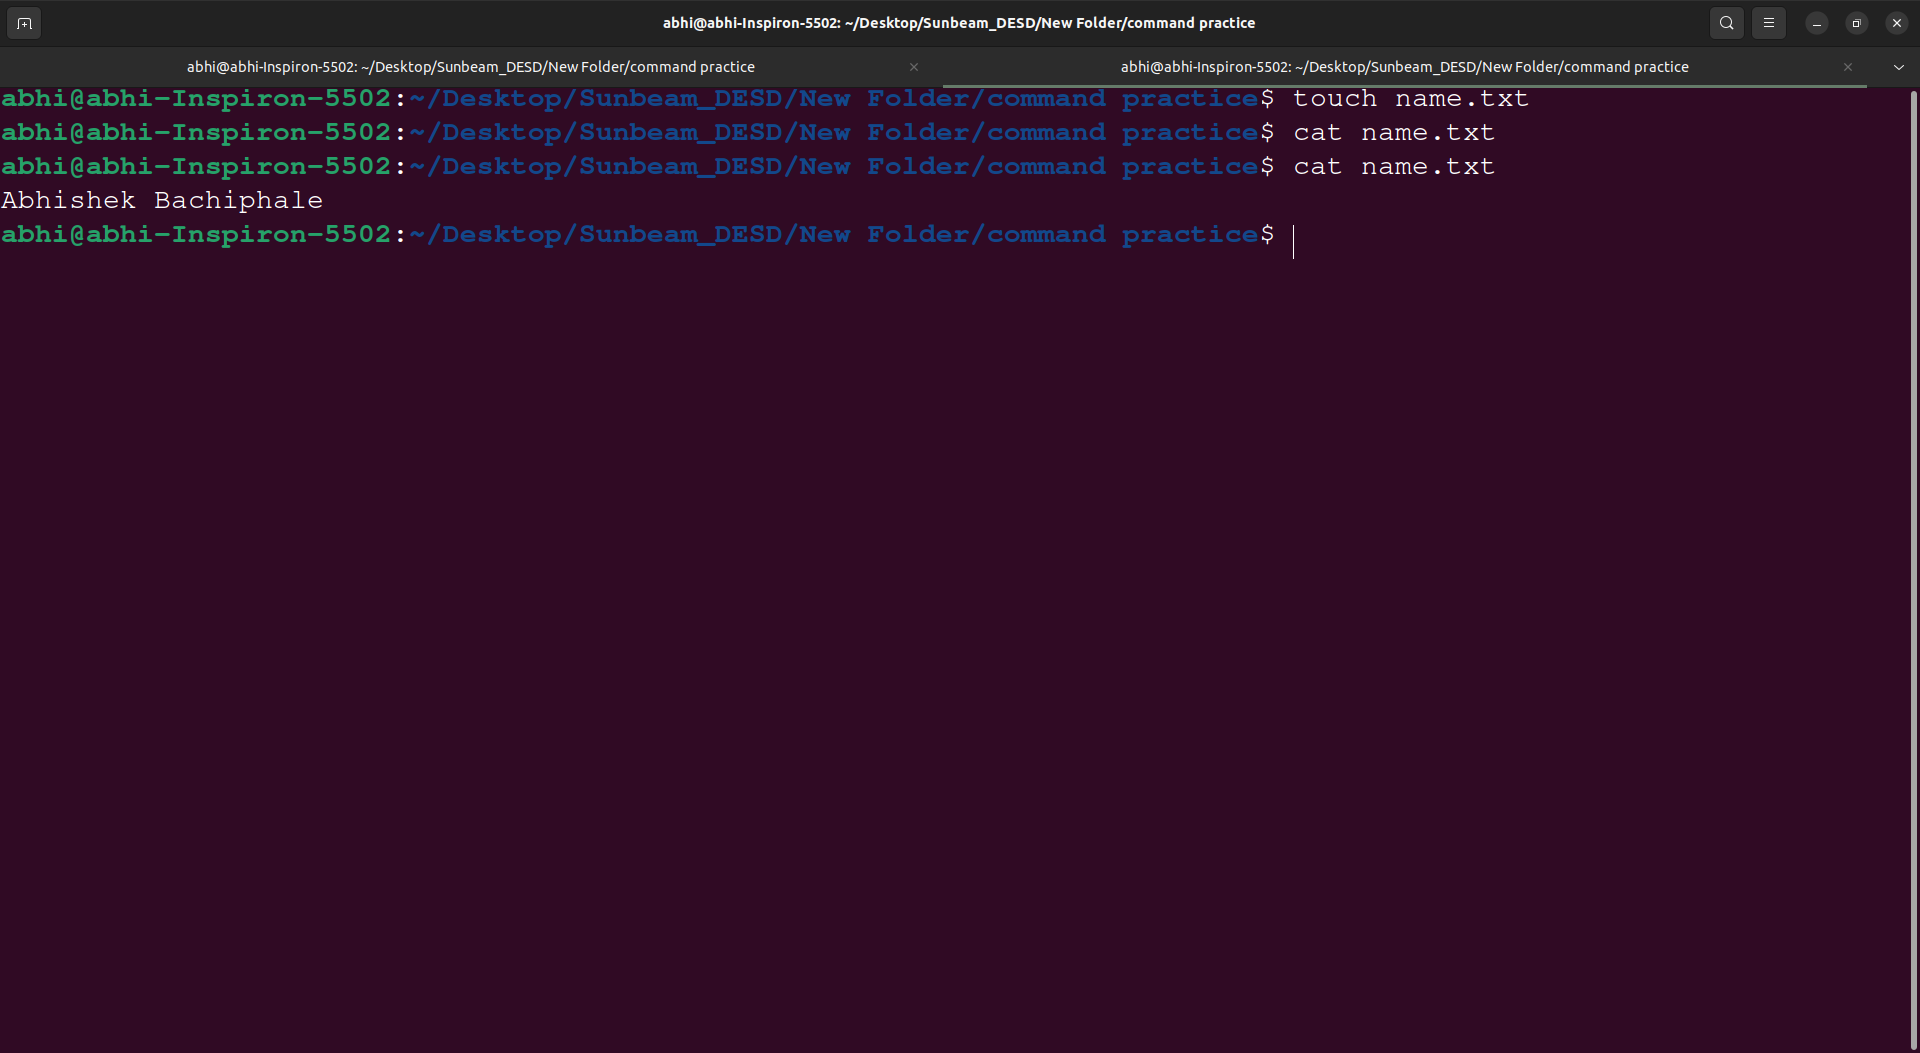 abhi@abhi-Inspiron-5502: ~/Desktop/Sunbeam_DESD/New Folder/command practice
abhi@abhi-Inspiron-5502: ~/Desktop/Sunbeam_DESD/New Folder/command practice
abhi@abhi-Inspiron-5502: ~/Desktop/Sunbeam_DESD/New Folder/command practice
abhi@abhi-Inspiron-5502:~/Desktop/Sunbeam_DESD/New Folder/command practice$ touch name.txt
abhi@abhi-Inspiron-5502:~/Desktop/Sunbeam_DESD/New Folder/command practice$ cat name.txt
abhi@abhi-Inspiron-5502:~/Desktop/Sunbeam_DESD/New Folder/command practice$ cat name.txt
Abhishek Bachiphale
abhi@abhi-Inspiron-5502:~/Desktop/Sunbeam_DESD/New Folder/command practice$